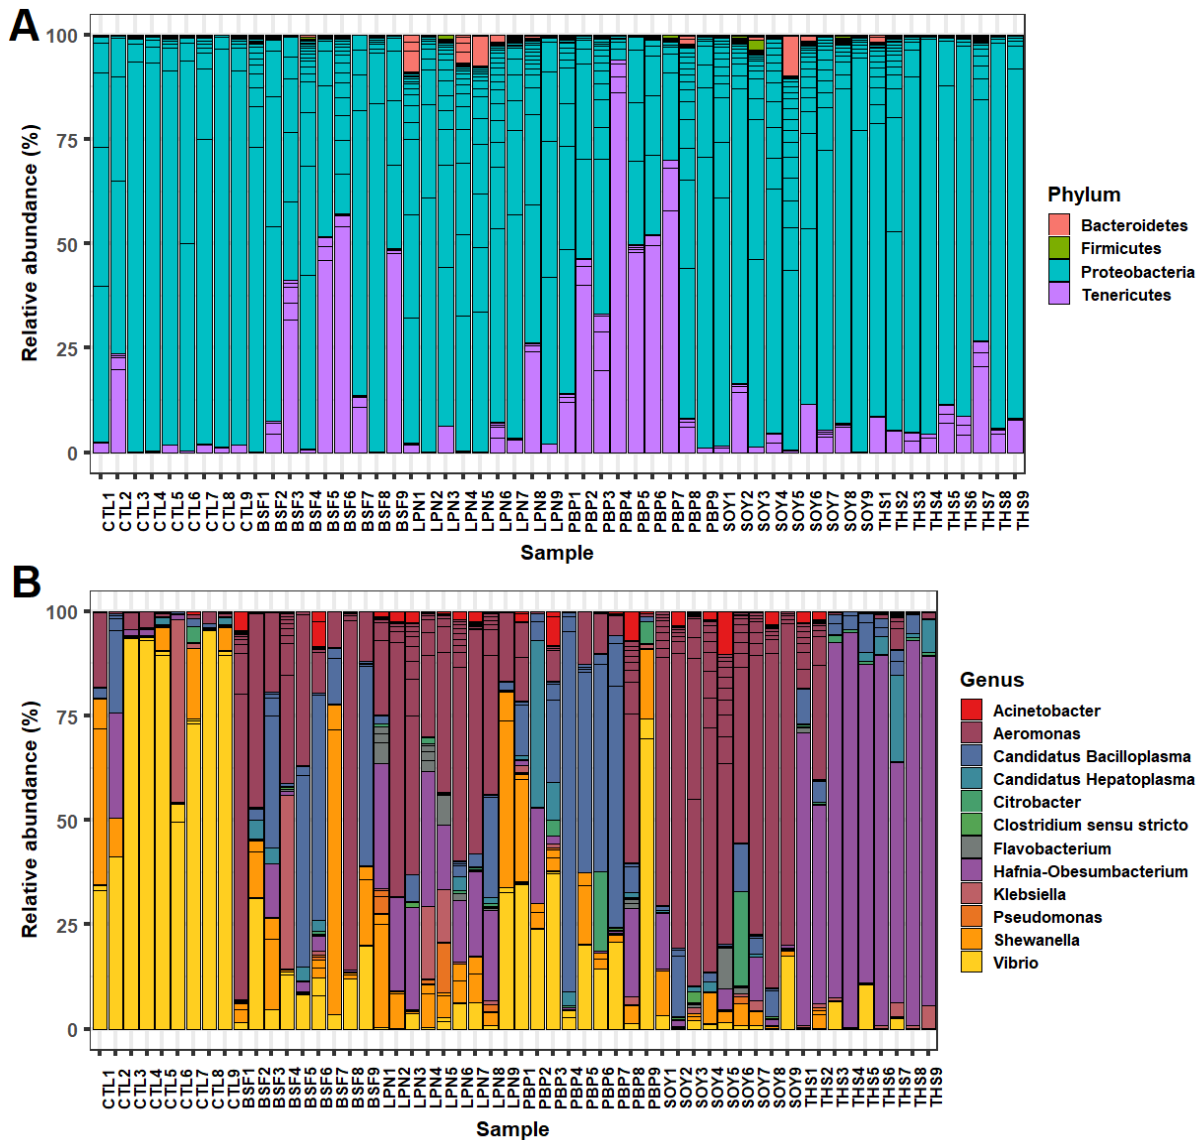 A
100
75
50
25
0
Relative abundance (%)
CTL1 CTL2 CTL3 CTL4 CTL5 CTL6 CTL7 CTL8 CTL9 BSF1 BSF2 BSF3 BSF4 BSF5 BSF6 BSF7 BSF8 BSF9 LPN1 LPN2 LPN3 LPN4 LPN5 LPN6 LPN7 LPN8 LPN9 PBP1 PBP2 PBP3 PBP4 PBP5 PBP6 PBP7 PBP8 PBP9 SOY1 SOY2 SOY3 SOY4 SOY5 SOY6 SOY7 SOY8 SOY9 THS1 THS2 THS3 THS4 THS5 THS6 THS7 THS8 THS9
Sample
Phylum
Bacteroidetes
Firmicutes
Proteobacteria
Tenericutes
B
100
75
50
25
0
Relative abundance (%)
CTL1 CTL2 CTL3 CTL4 CTL5 CTL6 CTL7 CTL8 CTL9 BSF1 BSF2 BSF3 BSF4 BSF5 BSF6 BSF7 BSF8 BSF9 LPN1 LPN2 LPN3 LPN4 LPN5 LPN6 LPN7 LPN8 LPN9 PBP1 PBP2 PBP3 PBP4 PBP5 PBP6 PBP8 PBP9 SOY1 SOY2 SOY3 SOY4 SOY5 SOY6 SOY7 SOY8 SOY9 THS1 THS2 THS3 THS4 THS5 THS6 THS7 THS8 THS9
Sample
Genus
Acinetobacter
Aeromonas
Candidatus Bacilloplasma
Candidatus Hepatoplasma
Citrobacter
Clostridium sensu stricto
Flavobacterium
Hafnia-Obesumbacterium
Klebsiella
Pseudomonas
Shewanella
Vibrio